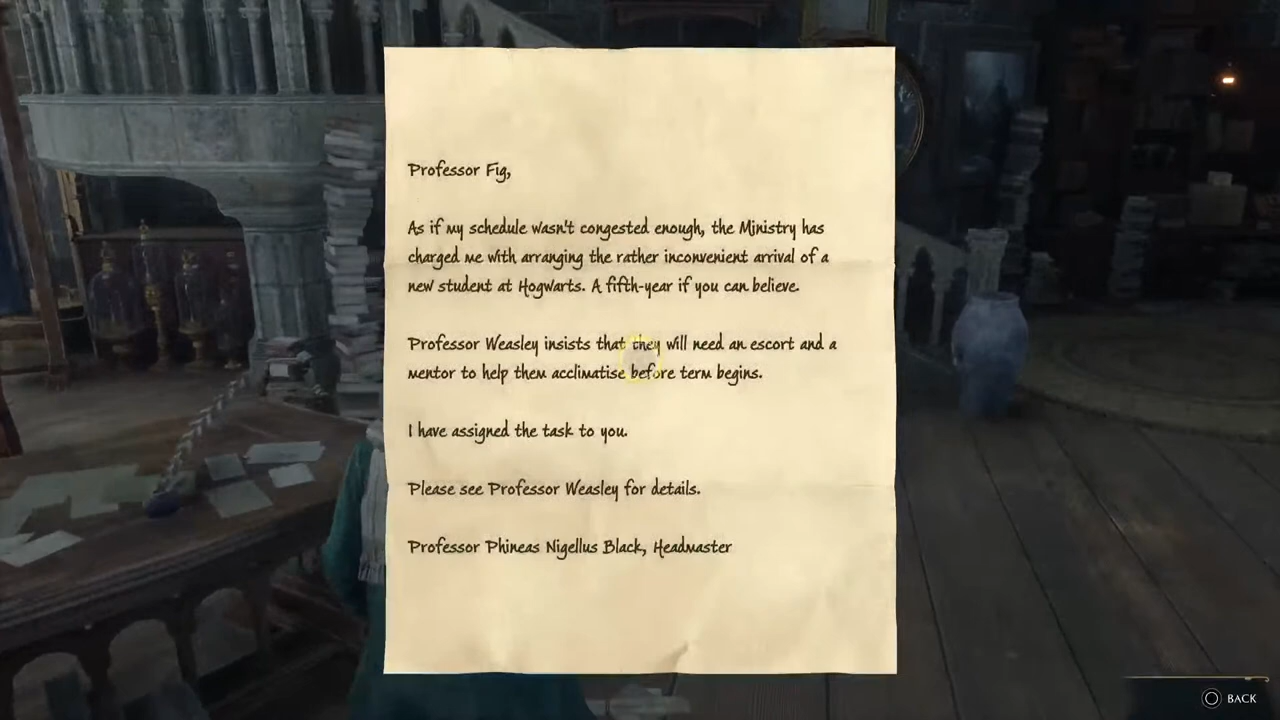 Professor Fig,
As if my schedule wasn't congested enough, the Ministry has
charged me with arranging the rather inconvenient arrival of a
new student at Hogwarts. A fifth-year if you can believe.
Professor Weasley insists that they will need an escort and a
mentor to help them acclimatise before term begins.
I have assigned the task to you.
Please see Professor Weasley for details.
Professor Phineas Nigellus Black, Headmaster
BACK